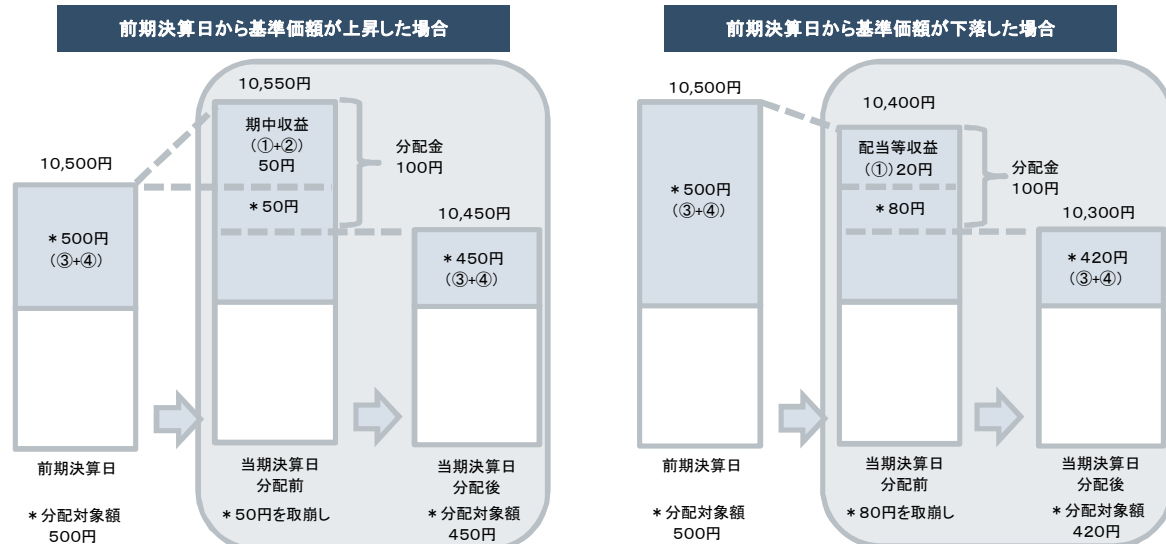 前期決算日から基準価額が上昇した場合
10,550円
期中収益
(①+②)
50円
分配金
100円
10,500円
*50円
10,450円
*500円
(③+④)
*450円
(③+④)
前期決算日
当期決算日
分配前
当期決算日
分配後
*分配対象額
500円
*50円を取崩し
*分配対象額
450円
前期決算日から基準価額が下落した場合
10,500円
10,400円
配当等収益
(①)20円
分配金
100円
*500円
(③+④)
*80円
10,300円
*420円
(③+④)
前期決算日
当期決算日
分配前
当期決算日
分配後
*分配対象額
500円
*80円を取崩し
*分配対象額
420円